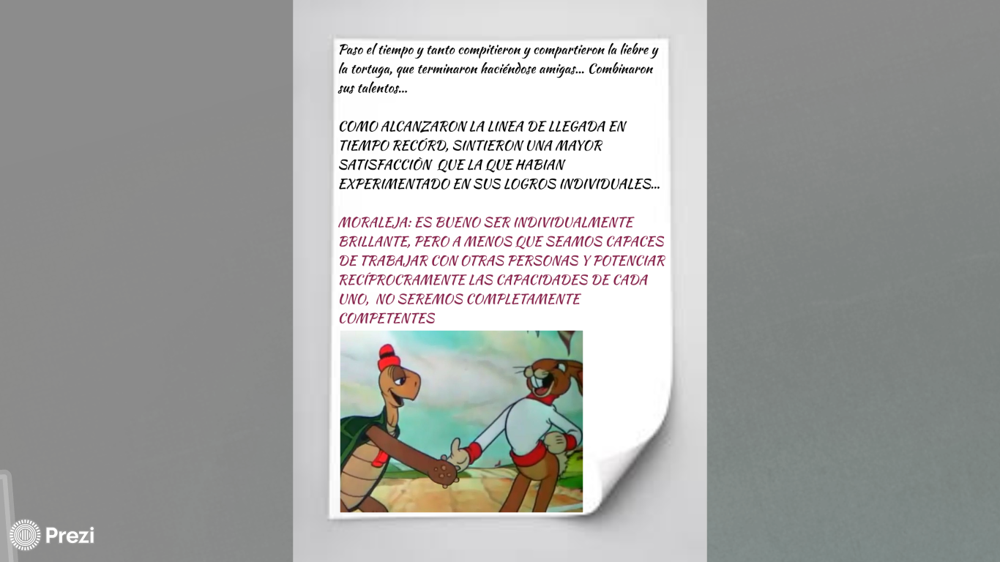 Paso el tiempo y tanto compitieron y compartieron la liebre y
la tortuga, que terminaron haciéndose amigas... Combinaron
sus talentos...
COMO ALCANZARON LA LINEA DE LLEGADA EN
TIEMPO RECÓRD, SINTIERON UNA MAYOR
SATISFACCIÒN QUE LA QUE HABIAN
EXPERIMENTADO EN SUS LOGROS INDIVIDUALES...
MORALEJA: ES BUENO SER INDIVIDUALMENTE
BRILLANTE, PERO A MENOS QUE SEAMOS CAPACES
DE TRABAJAR CON OTRAS PERSONAS Y POTENCIAR
RECÍPROCRAMENTE LAS CAPACIDADES DE CADA
UNO, NO SEREMOS COMPLETAMENTE
COMPETENTES
Prezi